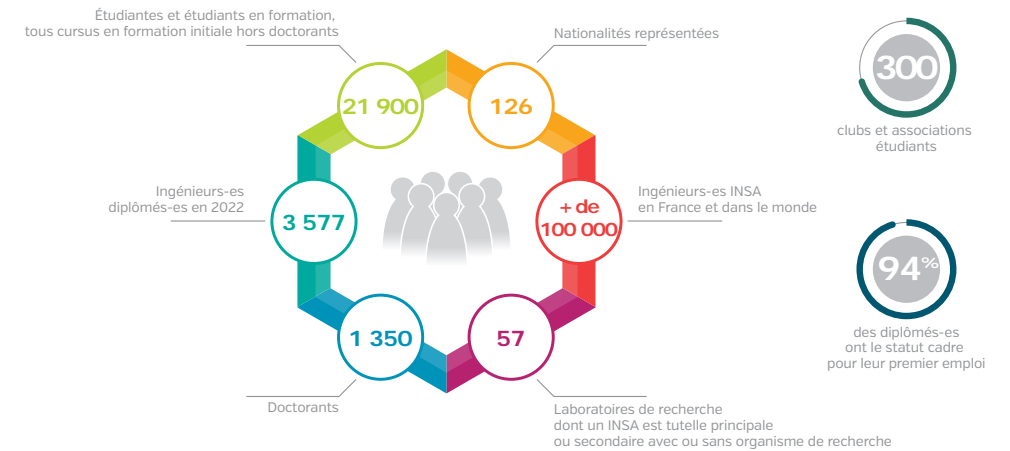 Étudiantes et étudiants en formation,
tous cursus en formation initiale hors doctorants
21 900
Nationalités représentées
126
Ingénieurs-es
diplômés-es en 2022
3 577
Ingénieurs-es INSA
en France et dans le monde
+ de
100 000
1 350
Doctorants
57
Laboratoires de recherche
dont un INSA est tutelle principale
ou secondaire avec ou sans organisme de recherche
300
clubs et associations
étudiants
94%
des diplômés-es
ont le statut cadre
pour leur premier emploi